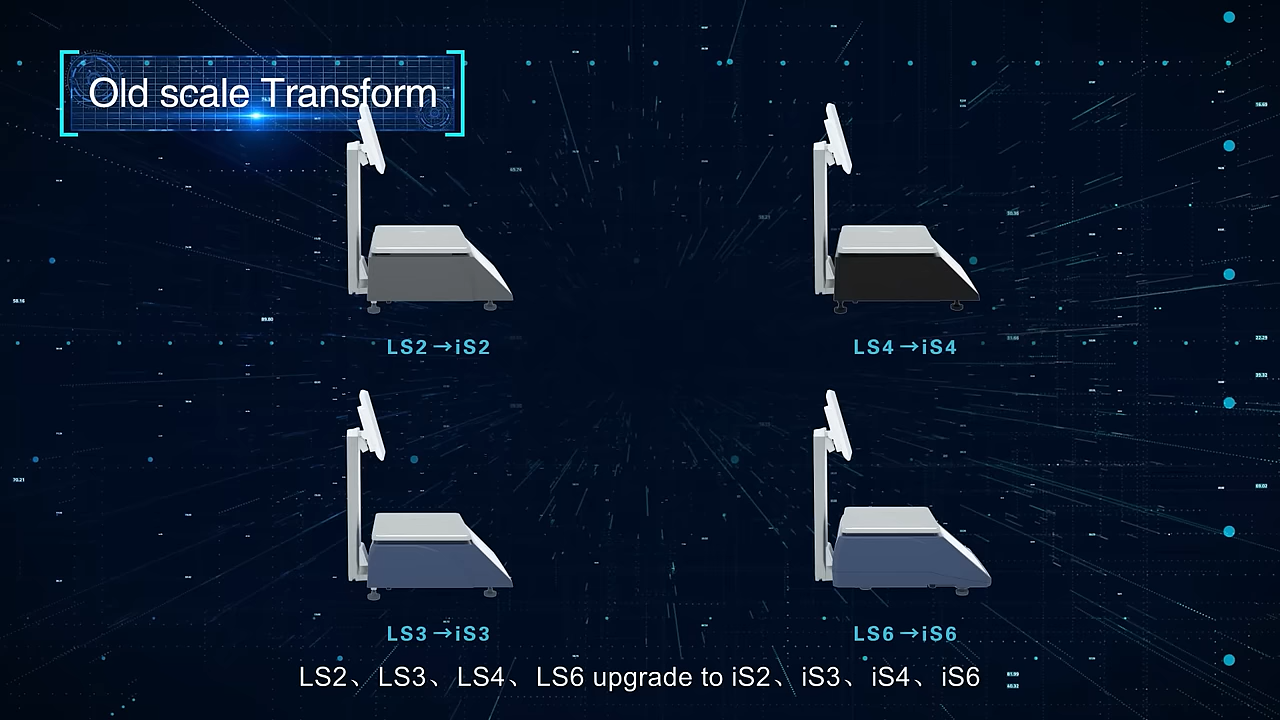 Old scale Transform
LS2→iS2
LS4→iS4
LS3→iS3
LS6→iS6
LS2、LS3、LS4、LS6 upgrade to iS2、iS3、iS4、iS6